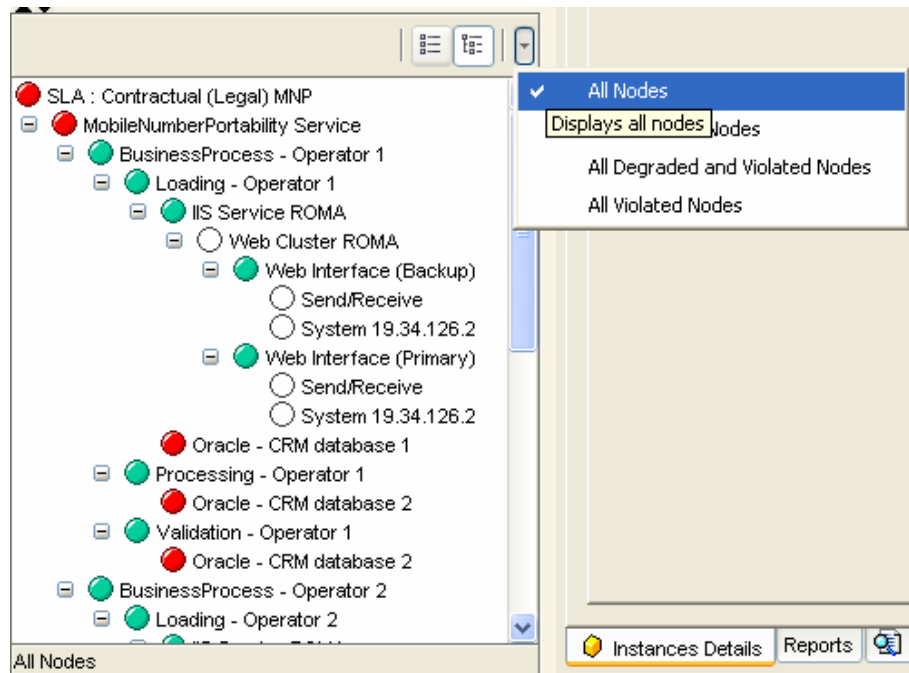 SLA : Contractual (Legal) MNP
MobileNumberPortability Service
BusinessProcess - Operator 1
Loading - Operator 1
IIS Service ROMA
Web Cluster ROMA
Web Interface (Backup)
Send/Receive
System 19.34.126.2
Web Interface (Primary)
Send/Receive
System 19.34.126.2
Oracle - CRM database 1
Processing - Operator 1
Oracle - CRM database 2
Validation - Operator 1
Oracle - CRM database 2
BusinessProcess - Operator 2
Loading - Operator 2
All Nodes
All Nodes
Displays all nodes Nodes
All Degraded and Violated Nodes
All Violated Nodes
Instances Details
Reports